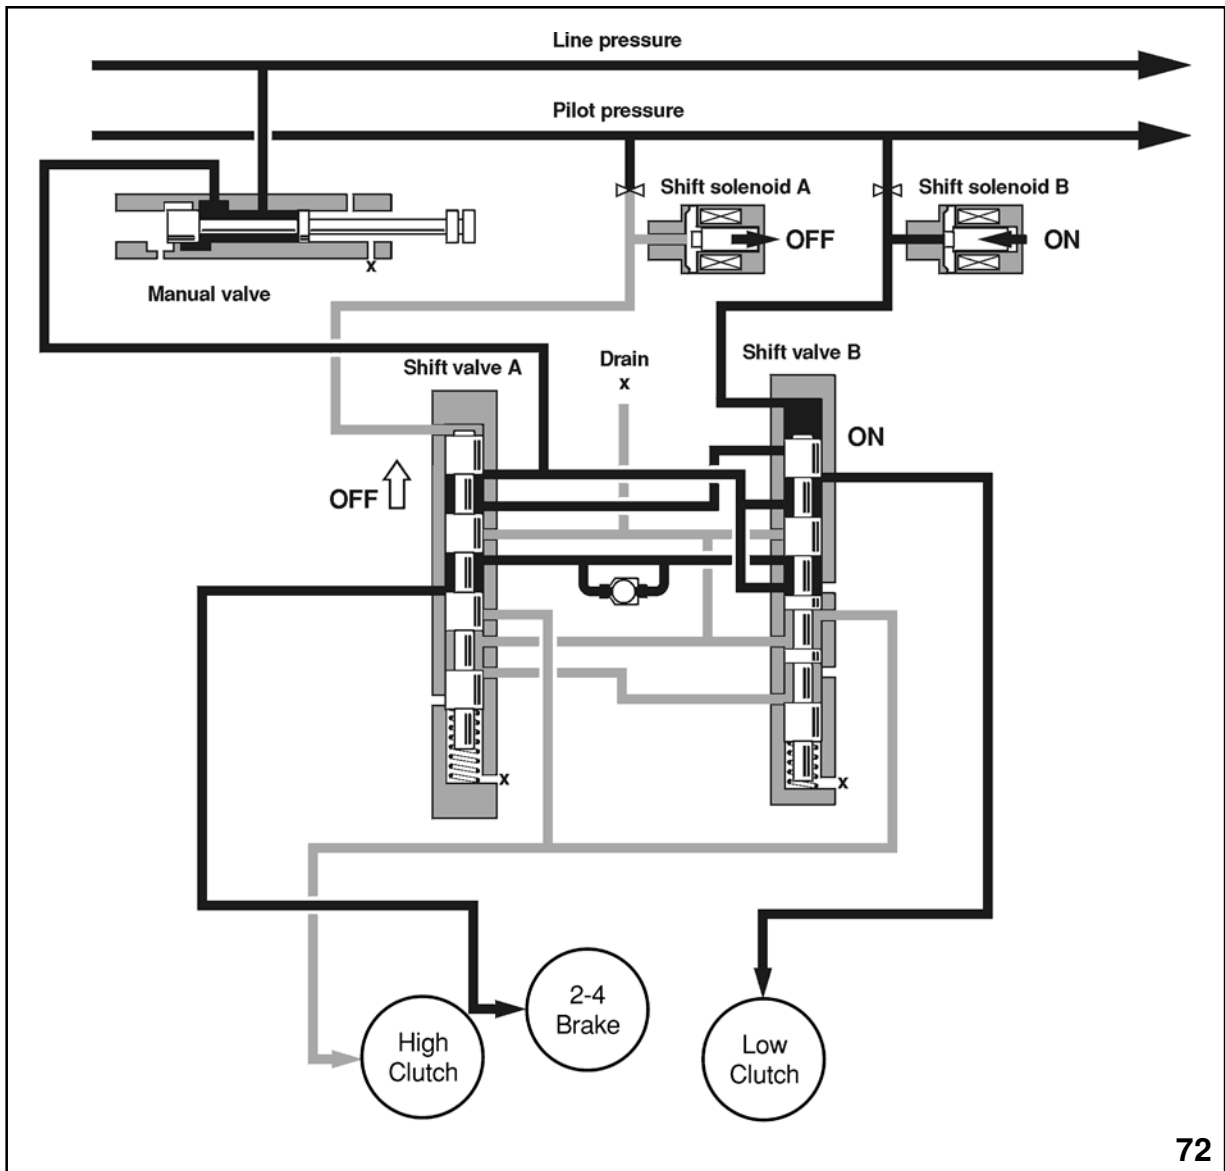 Line pressure
Pilot pressure
Shift solenoid A
Shift solenoid B
OFF
ON
x
Manual valve
Shift valve A
Drain
x
Shift valve B
ON
OFF
x
x
2-4
Brake
High
Clutch
Low
Clutch
72